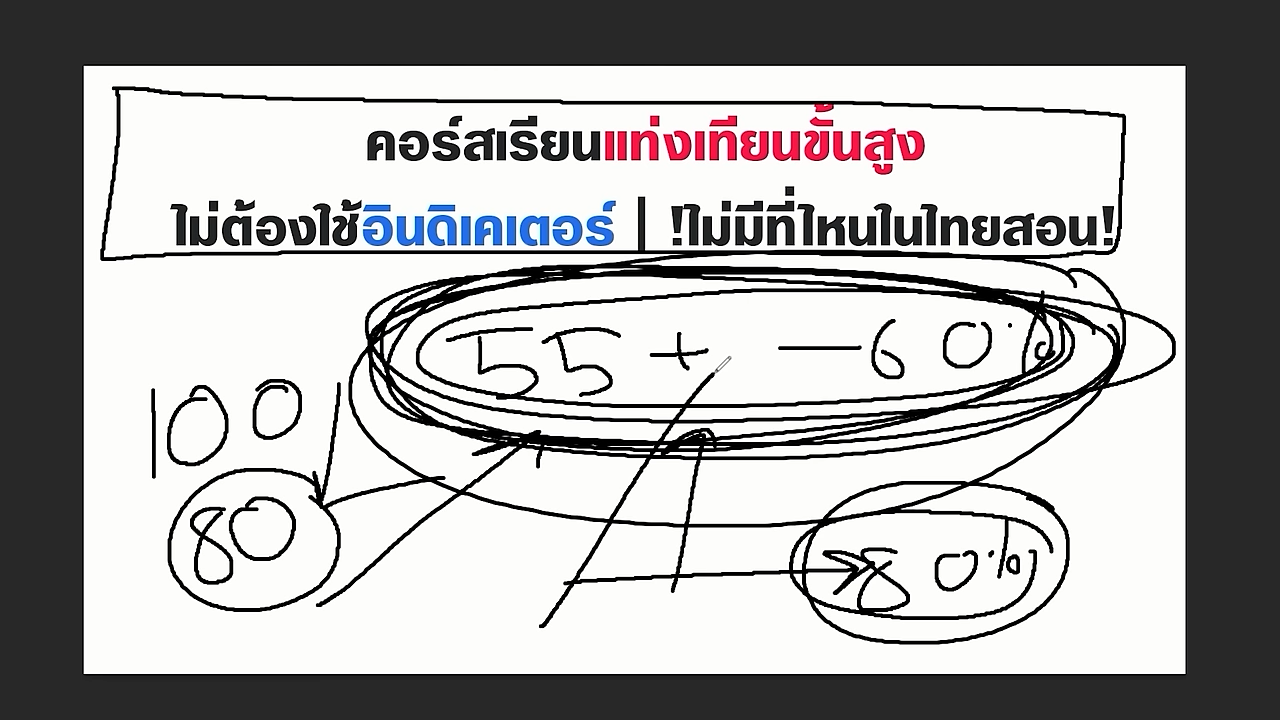 คอร์สเรียนแท่งเทียนขั้นสูง
ไม่ต้องใช้อินดิเคเตอร์ | !ไม่มีที่ไหนในไทยสอน!
55 + — 60%
100
80
80%